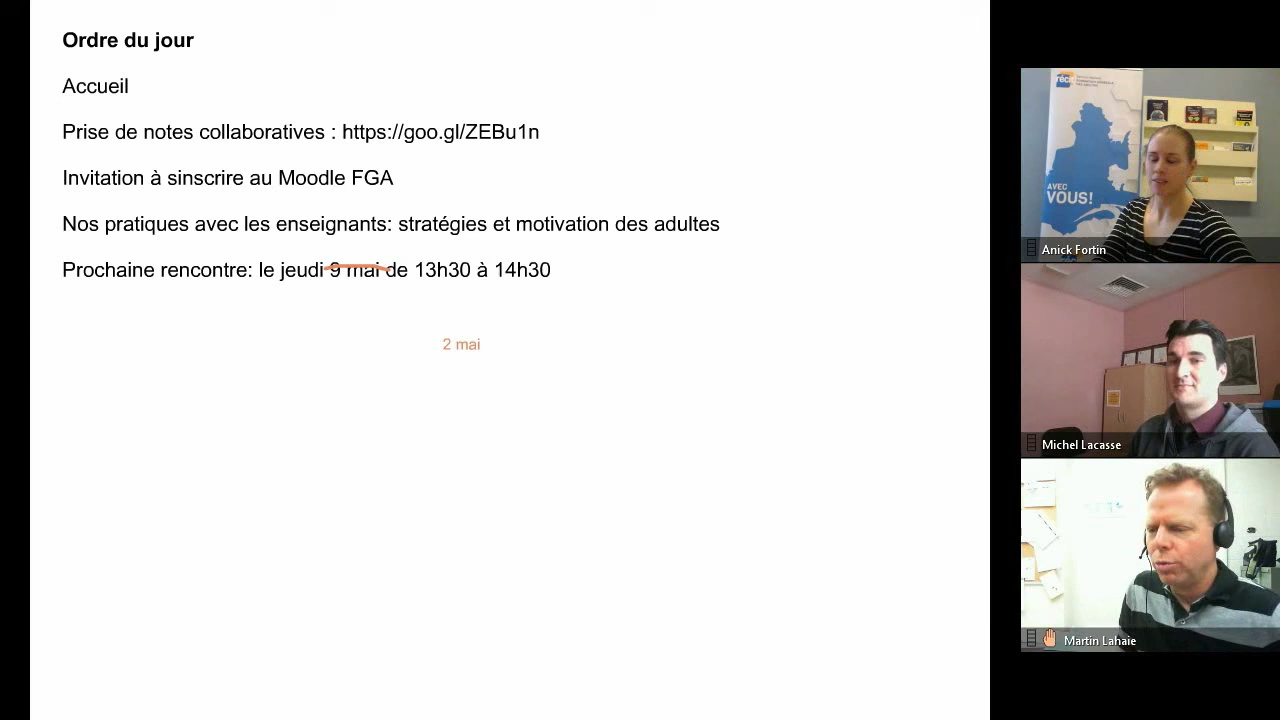 Ordre du jour
Accueil
Prise de notes collaboratives : https://goo.gl/ZEBu1n
Invitation à sinscrire au Moodle FGA
Nos pratiques avec les enseignants: stratégies et motivation des adultes
Prochaine rencontre: le jeudi 9 mai de 13h30 à 14h30
2 mai
AVEC
VOUS!
Anick Fortin
Michel Lacasse
Martin Lahaie